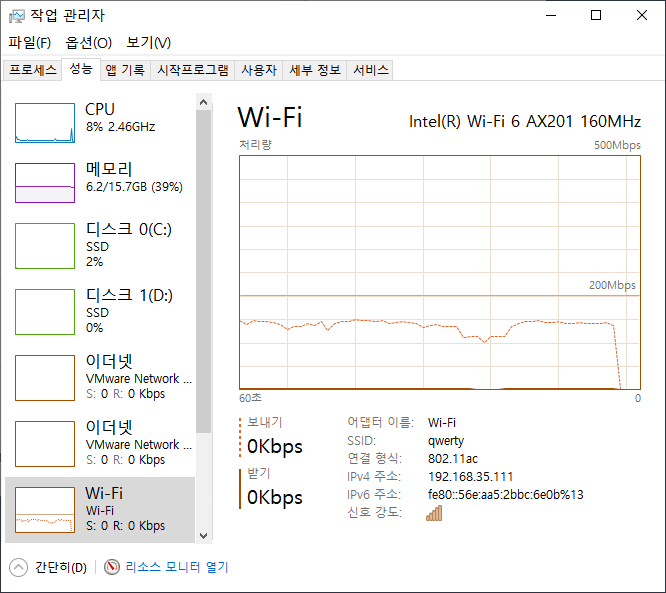 작업 관리자
파일(F) 옵션(O) 보기(V)
프로세스 성능 앱 기록 시작프로그램 사용자 세부 정보 서비스
CPU
8% 2.46GHz
메모리
6.2/15.7GB (39%)
디스크 0(C:)
SSD
2%
디스크 1(D:)
SSD
0%
이더넷
VMware Network ...
S: 0 R: 0 Kbps
이더넷
VMware Network ...
S: 0 R: 0 Kbps
Wi-Fi
Wi-Fi
S: 0 R: 0 Kbps
Wi-Fi
Intel(R) Wi-Fi 6 AX201 160MHz
처리량 500Mbps
200Mbps
60초 0
보내기
0Kbps
받기
0Kbps
어댑터 이름: Wi-Fi
SSID: qwerty
연결 형식: 802.11ac
IPv4 주소: 192.168.35.111
IPv6 주소: fe80::56e:aa5:2bbc:6e0b%13
신호 강도:
간단히(D) 리소스 모니터 열기